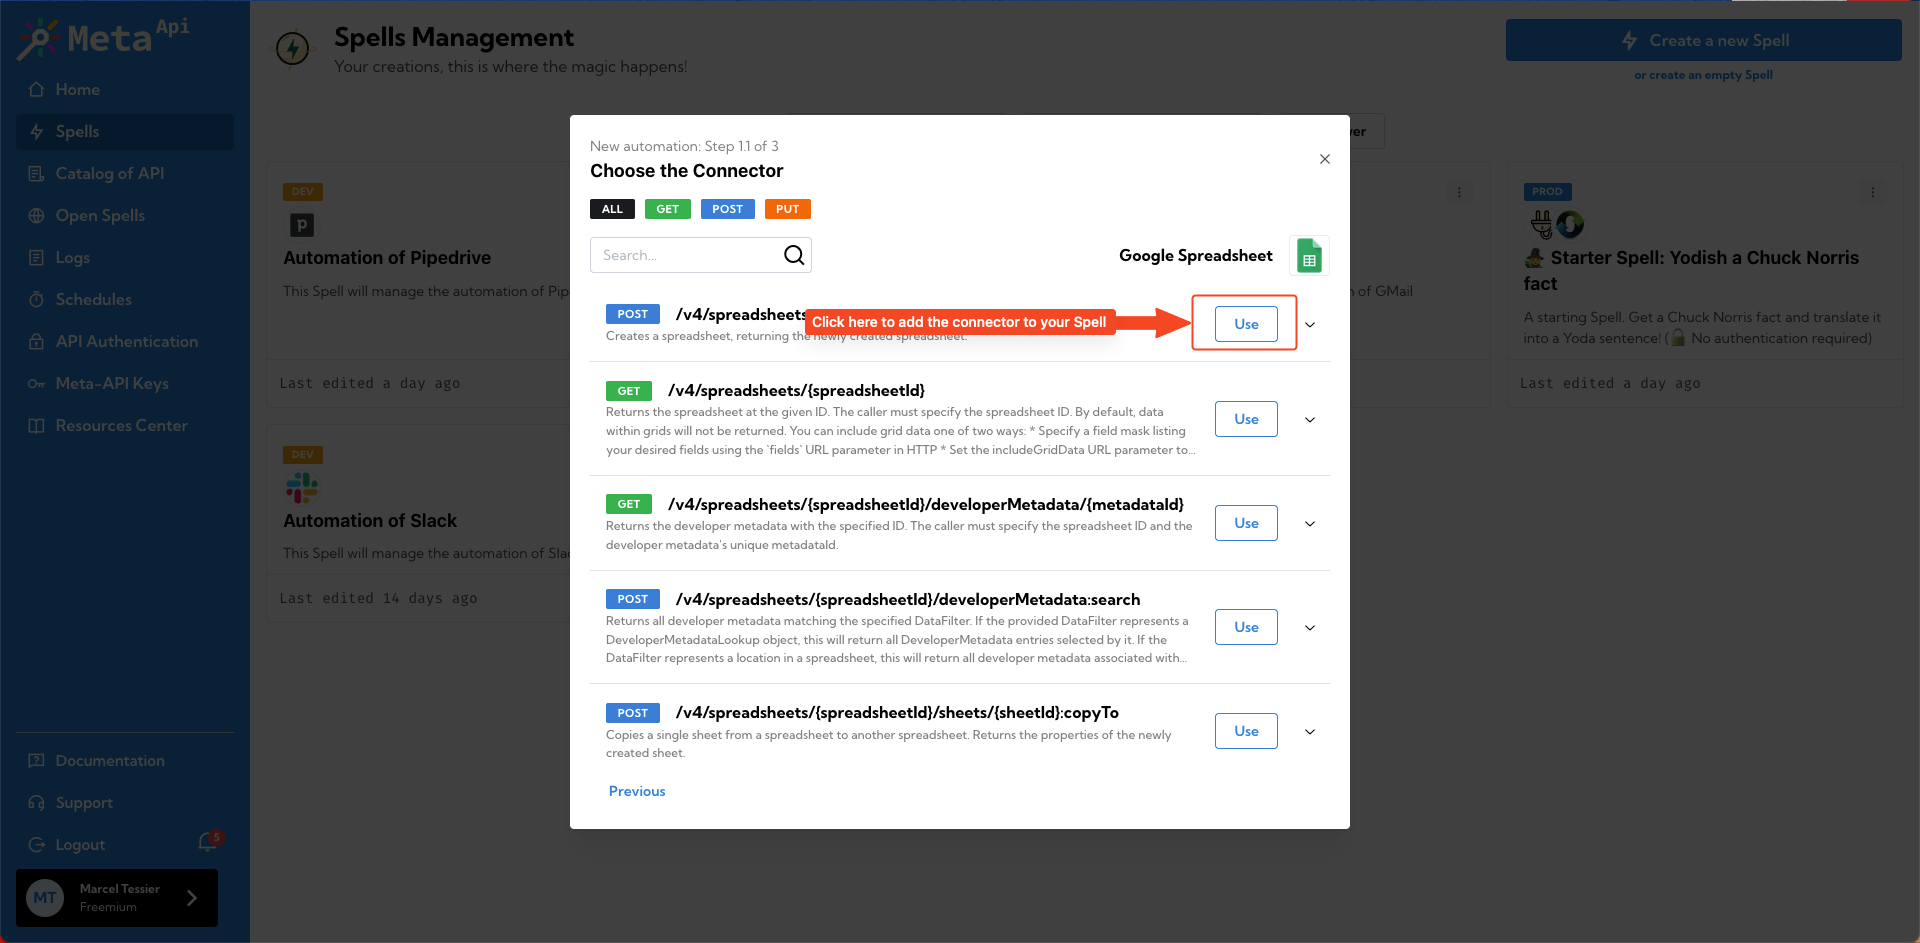 Meta Api
Home
Spells
Catalog of API
Open Spells
Logs
Schedules
API Authentication
Meta-API Keys
Resources Center
Documentation
Support
Logout
5
MT
Marcel Tessier
Freemium
Spells Management
Your creations, this is where the magic happens!
Create a new Spell
or create an empty Spell
DEV
p
Automation of Pipedrive
This Spell will manage the automation of
Last edited a day ago
DEV
Automation of Slack
This Spell will manage the automation of
Last edited 14 days ago
of GMail
PROD
Starter Spell: Yodish a Chuck Norris
fact
A starting Spell. Get a Chuck Norris fact and translate it
into a Yoda sentence! (🔓 No authentication required)
Last edited a day ago
New automation: Step 1.1 of 3
Choose the Connector
ALL
GET
POST
PUT
Search...
Google Spreadsheet
POST
/v4/spreadsheets
Click here to add the connector to your Spell
Creates a spreadsheet, returning the newly created spreadsheet.
Use
GET
/v4/spreadsheets/{spreadsheetId}
Returns the spreadsheet at the given ID. The caller must specify the spreadsheet ID. By default, data
within grids will not be returned. You can include grid data one of two ways: * Specify a field mask listing
your desired fields using the `fields` URL parameter in HTTP * Set the includeGridData URL parameter to...
Use
GET
/v4/spreadsheets/{spreadsheetId}/developerMetadata/{metadataId}
Returns the developer metadata with the specified ID. The caller must specify the spreadsheet ID and the
developer metadata's unique metadataId.
Use
POST
/v4/spreadsheets/{spreadsheetId}/developerMetadata:search
Returns all developer metadata matching the specified DataFilter. If the provided DataFilter represents a
DeveloperMetadataLookup object, this will return all DeveloperMetadata entries selected by it. If the
DataFilter represents a location in a spreadsheet, this will return all developer metadata associated with...
Use
POST
/v4/spreadsheets/{spreadsheetId}/sheets/{sheetId}:copyTo
Copies a single sheet from a spreadsheet to another spreadsheet. Returns the properties of the newly
created sheet.
Use
Previous